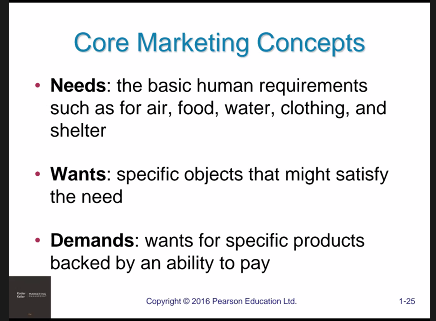 Core Marketing Concepts
• Needs: the basic human requirements
such as for air, food, water, clothing, and
shelter
• Wants: specific objects that might satisfy
the need
• Demands: wants for specific products
backed by an ability to pay
Copyright © 2016 Pearson Education Ltd.
1-25